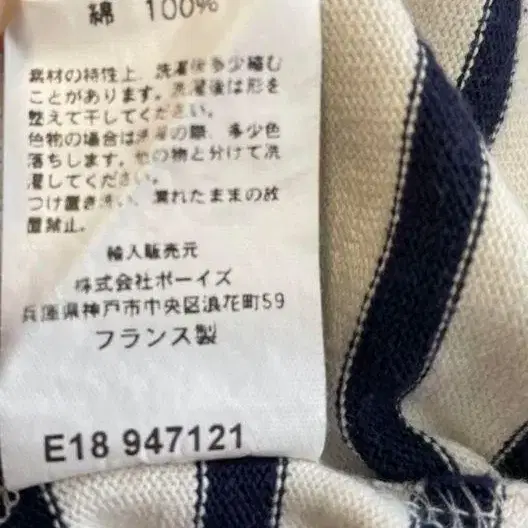 綿 100%
素材の特性上、洗濯後多少縮む
ことがあります。洗濯後は形を
整えて干してください。
色物の場合は洗濯の際、多少色
落ちします。他の物と分けて洗
濯してください。
つけ置き洗い、濡れたままの放
置禁止。
輸入販売元
株式会社ボーイズ
兵庫県神戸市中央区浪花町59
フランス製
E18 947121